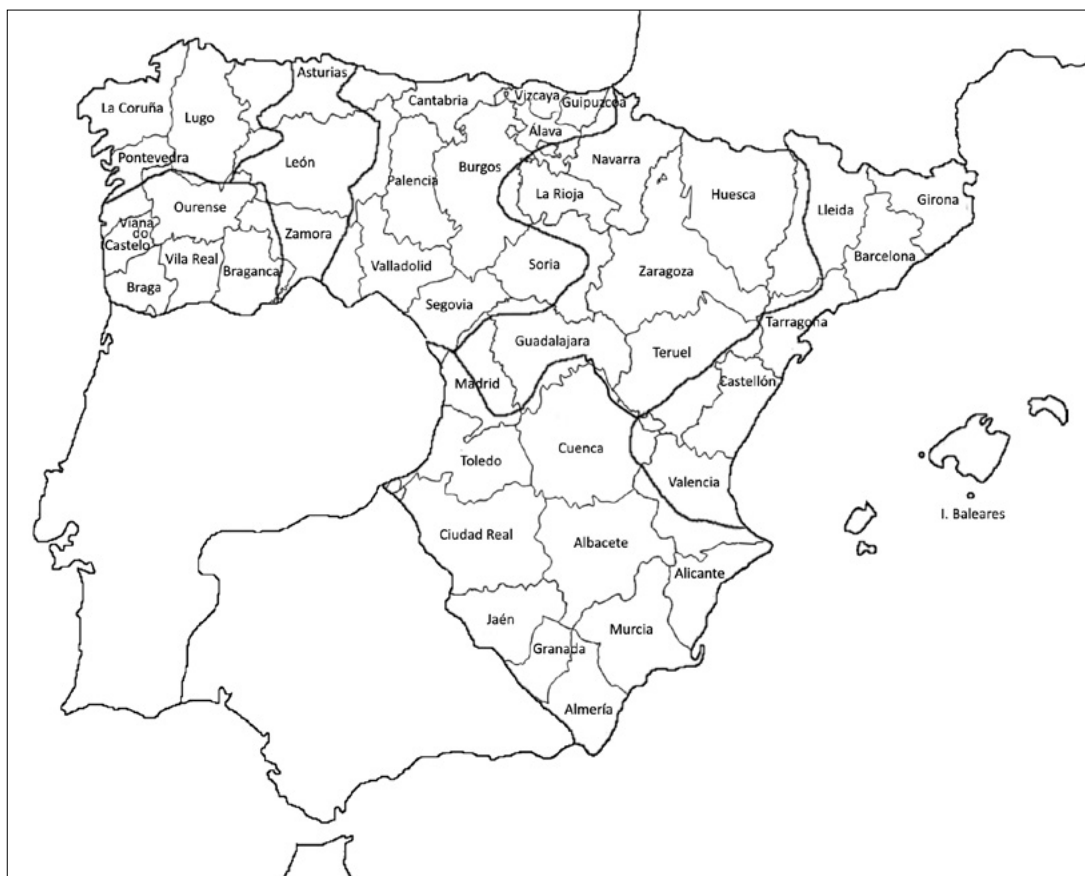 Asturias
La Coruña
Lugo
Cantabria
Vizcaya
Guipuzcoa
Álava
Pontevedra
León
Palencia
Burgos
Navarra
La Rioja
Huesca
Lleida
Girona
Barcelona
Ourense
Viana
do
Castelo
Zamora
Vila Real
Braganca
Braga
Valladolid
Soria
Zaragoza
Segovia
Tarragona
Guadalajara
Teruel
Madrid
Castellón
Cuenca
Toledo
Valencia
I. Baleares
Ciudad Real
Albacete
Alicante
Jaén
Murcia
Granada
Almería